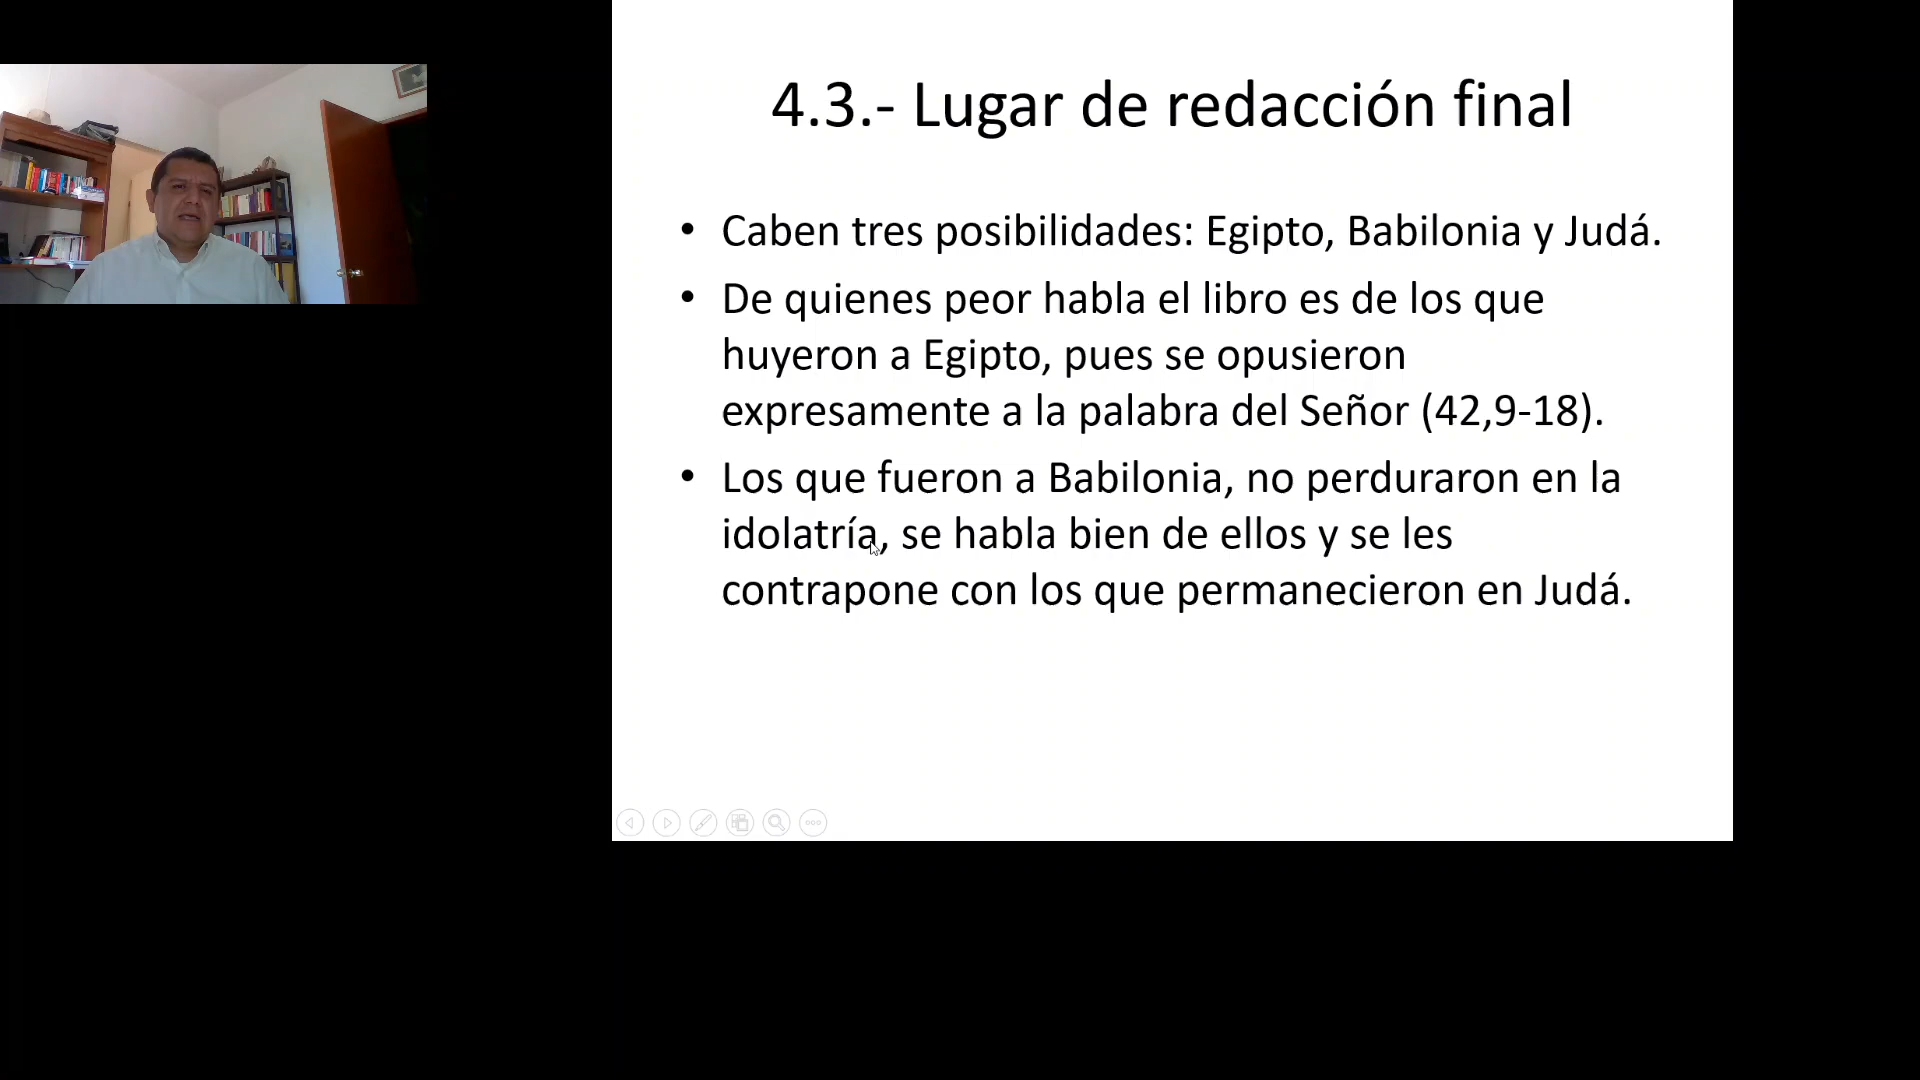 4.3.- Lugar de redacción final
• Caben tres posibilidades: Egipto, Babilonia y Judá.
• De quienes peor habla el libro es de los que
huyeron a Egipto, pues se opusieron
expresamente a la palabra del Señor (42,9-18).
• Los que fueron a Babilonia, no perduraron en la
idolatría, se habla bien de ellos y se les
contrapone con los que permanecieron en Judá.